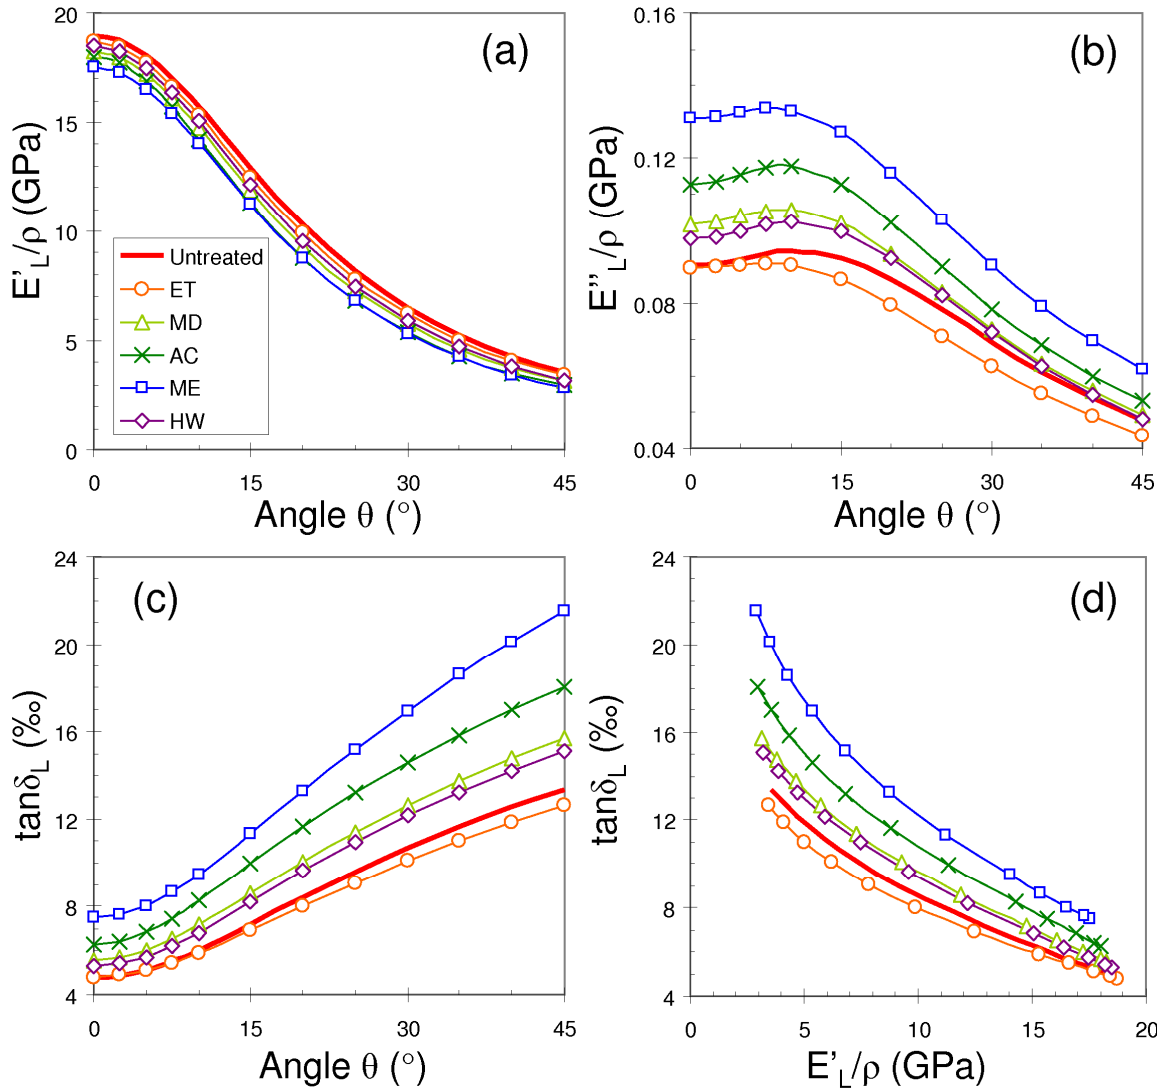 (a)
E'L/ρ (GPa)
20
15
10
5
0
Untreated
ET
MD
AC
ME
HW
0 15 30 45
Angle θ (°)
(b)
E''L/ρ (GPa)
0.16
0.12
0.08
0.04
0 15 30 45
Angle θ (°)
(c)
tanδL (‰)
24
20
16
12
8
4
0 15 30 45
Angle θ (°)
(d)
tanδL (‰)
24
20
16
12
8
4
0 5 10 15 20
E'L/ρ (GPa)